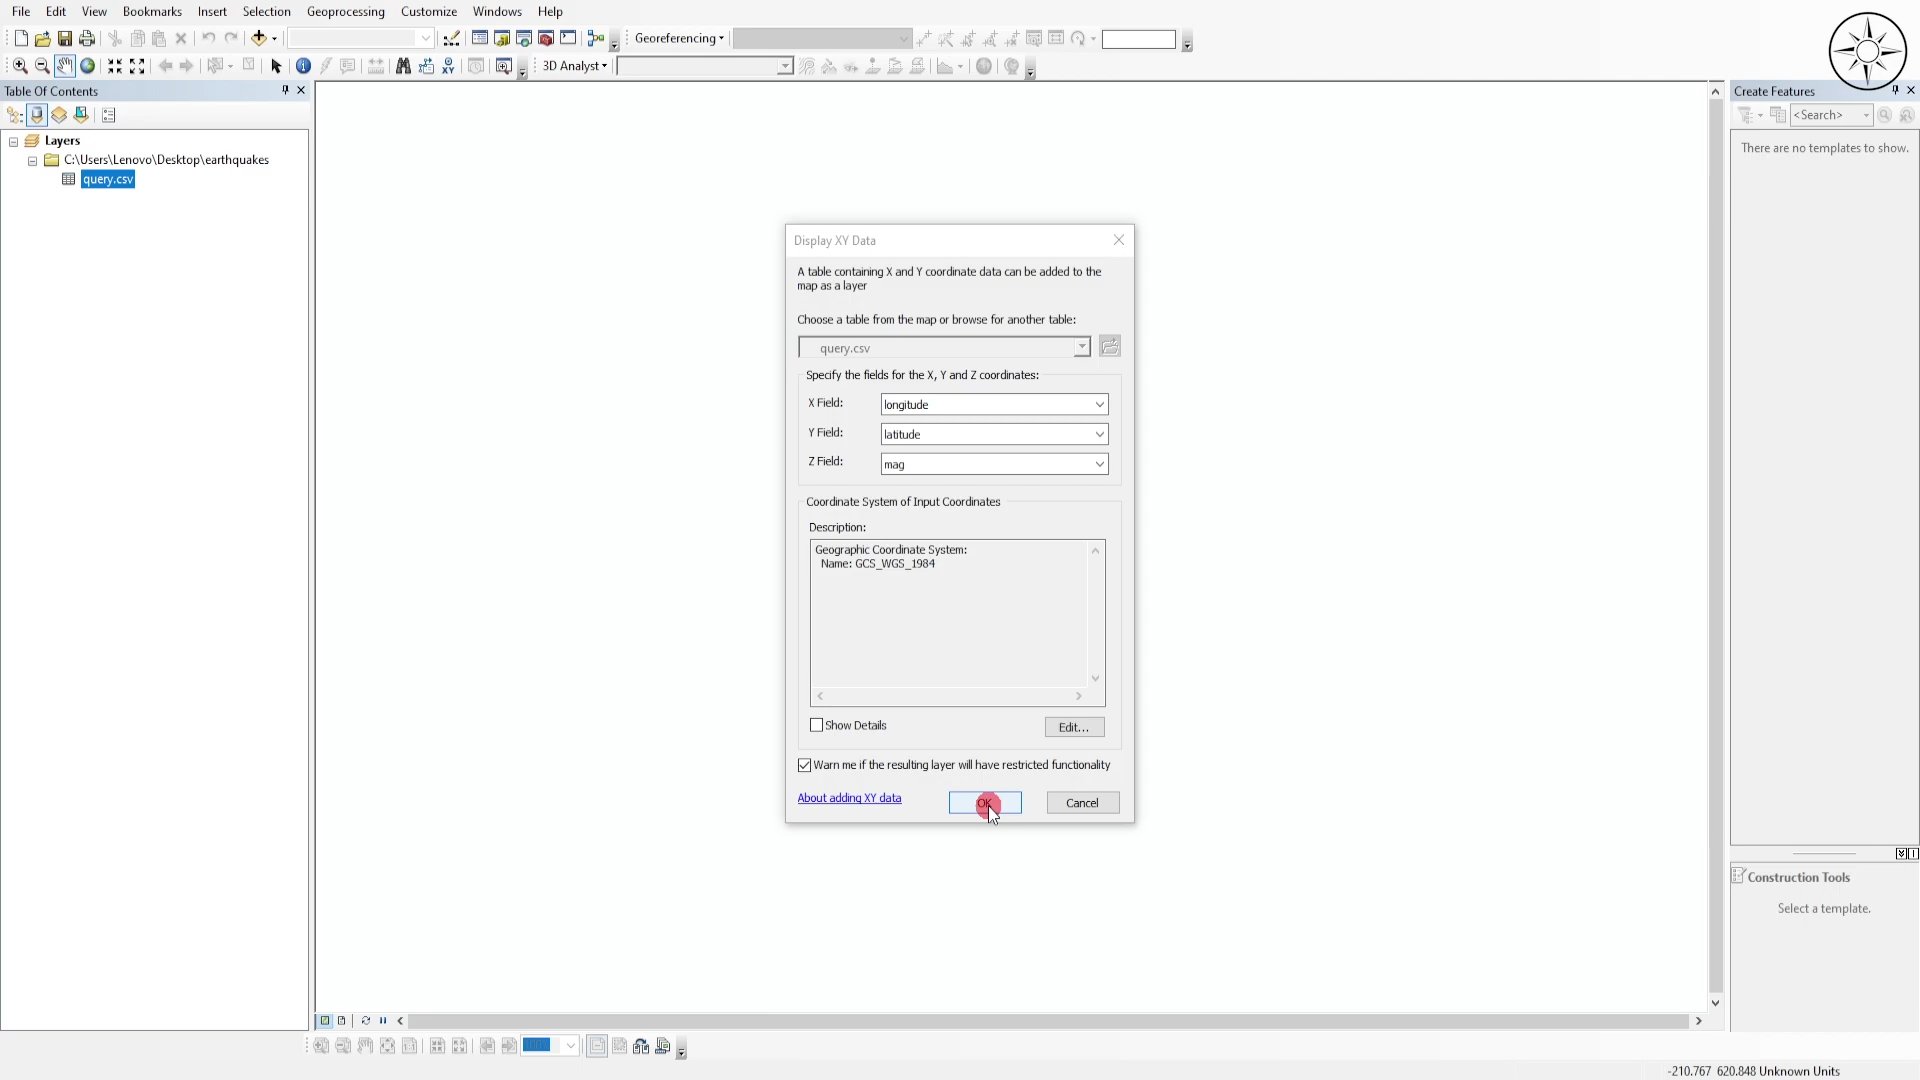 File Edit View Bookmarks Insert Selection Geoprocessing Customize Windows Help
Georeferencing
3D Analyst
Table Of Contents
Layers
C:\Users\Lenovo\Desktop\earthquakes
query.csv
Display XY Data
A table containing X and Y coordinate data can be added to the
map as a layer
Choose a table from the map or browse for another table:
query.csv
Specify the fields for the X, Y and Z coordinates:
X Field: longitude
Y Field: latitude
Z Field: mag
Coordinate System of Input Coordinates
Description:
Geographic Coordinate System:
Name: GCS_WGS_1984
Show Details
Edit...
Warn me if the resulting layer will have restricted functionality
About adding XY data
OK
Cancel
Create Features
<Search>
There are no templates to show.
Construction Tools
Select a template.
-210.767 620.848 Unknown Units